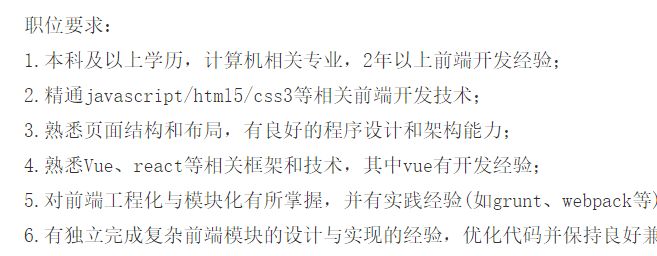 职位要求：
1. 本科及以上学历，计算机相关专业，2年以上前端开发经验；
2. 精通javascript/html5/css3等相关前端开发技术；
3. 熟悉页面结构和布局，有良好的程序设计和架构能力；
4. 熟悉Vue、react等相关框架和技术，其中vue有开发经验；
5. 对前端工程化与模块化有所掌握，并有实践经验(如grunt、webpack等)
6. 有独立完成复杂前端模块的设计与实现的经验，优化代码并保持良好兼